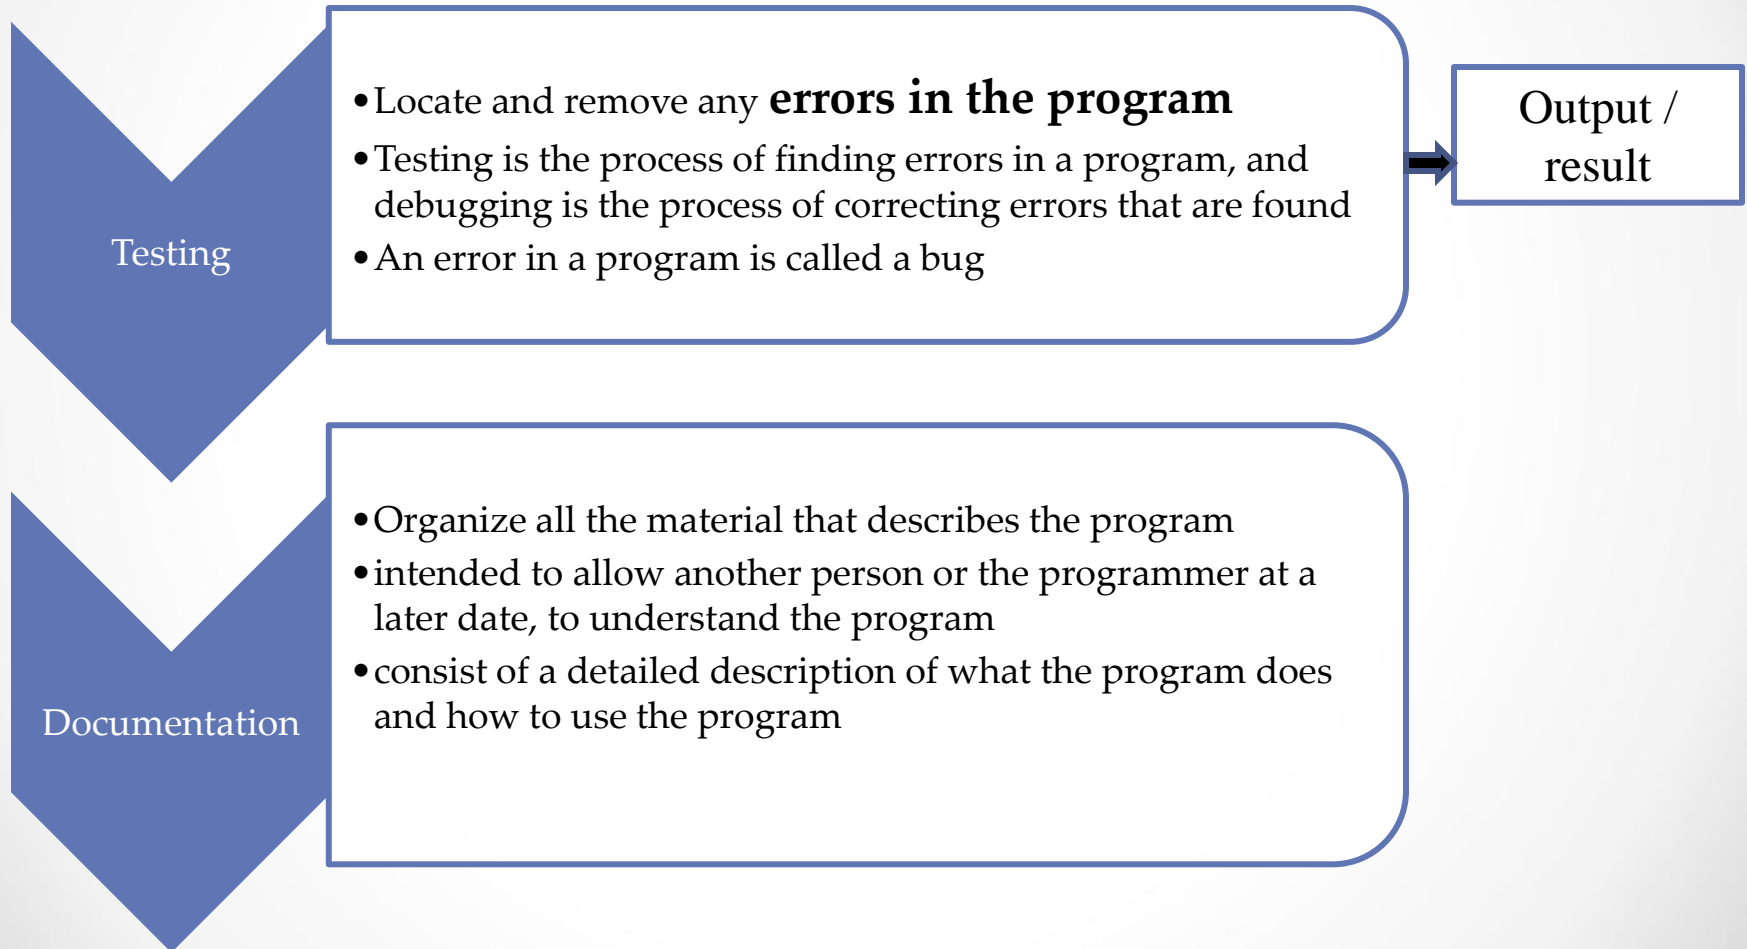 Testing
•Locate and remove any errors in the program
•Testing is the process of finding errors in a program, and
debugging is the process of correcting errors that are found
•An error in a program is called a bug
Output /
result
Documentation
•Organize all the material that describes the program
•intended to allow another person or the programmer at a
later date, to understand the program
•consist of a detailed description of what the program does
and how to use the program